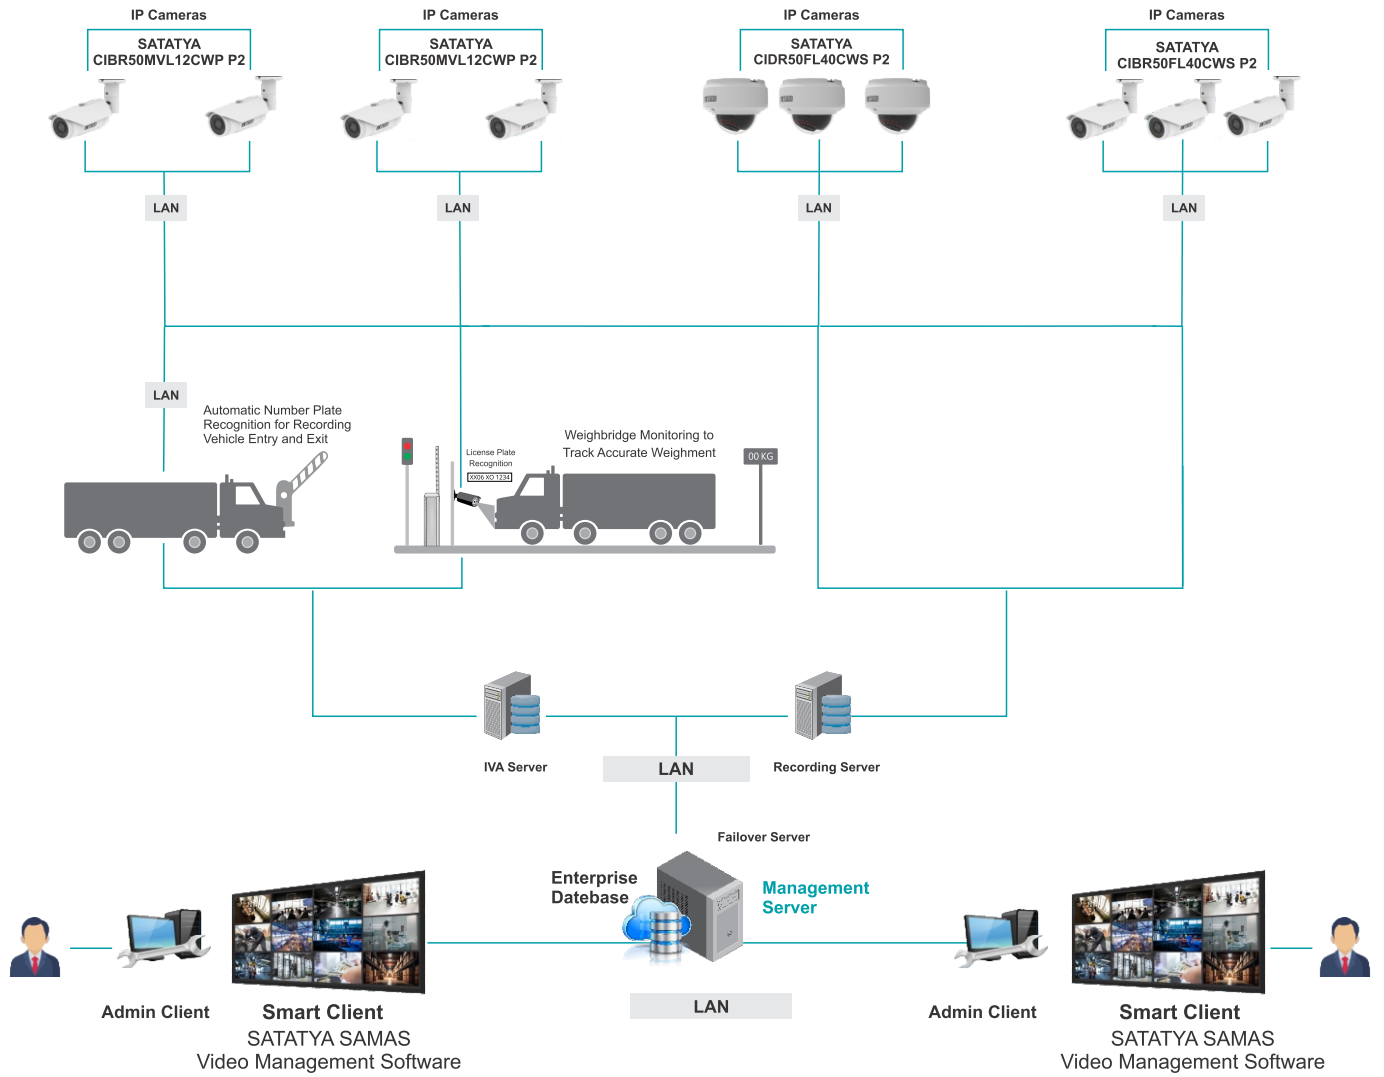 IP Cameras
SATATYA
CIBR50MVL12CWP P2
IP Cameras
SATATYA
CIBR50MVL12CWP P2
IP Cameras
SATATYA
CIDR50FL40CWS P2
IP Cameras
SATATYA
CIBR50FL40CWS P2
LAN
LAN
LAN
LAN
LAN
Automatic Number Plate
Recognition for Recording
Vehicle Entry and Exit
License Plate
Recognition
XX06 XO 1234
Weighbridge Monitoring to
Track Accurate Weighment
00 KG
IVA Server
LAN
Recording Server
Failover Server
Enterprise
Datebase
Management
Server
Admin Client
Smart Client
SATATYA SAMAS
Video Management Software
LAN
Admin Client
Smart Client
SATATYA SAMAS
Video Management Software